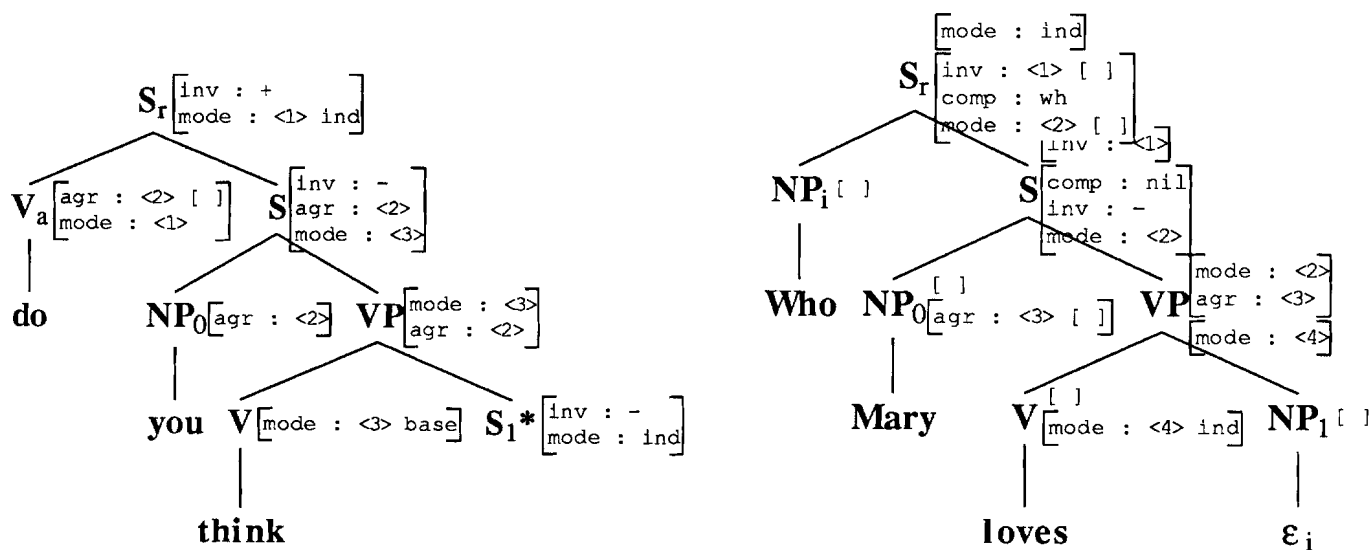 S_r [inv : +
mode : <1> ind]
V_a [agr : <2> [ ]
mode : <1>]
S [inv : -
agr : <2>
mode : <3>]
do
NP_0 [agr : <2>]
VP [mode : <3>
agr : <2>]
you
V [mode : <3> base]
S_1* [inv : -
mode : ind]
think
[mode : ind]
S_r [inv : <1> [ ]
comp : wh
mode : <2> [ ]]
NP_i [ ]
[inv : <1>]
S [comp : nil
inv : -
mode : <2>]
Who
NP_0 [ ]
[agr : <3> [ ]]
VP [mode : <2>
agr : <3>]
[mode : <4>]
Mary
V [ ]
[mode : <4> ind]
NP_1 [ ]
loves
ε_i